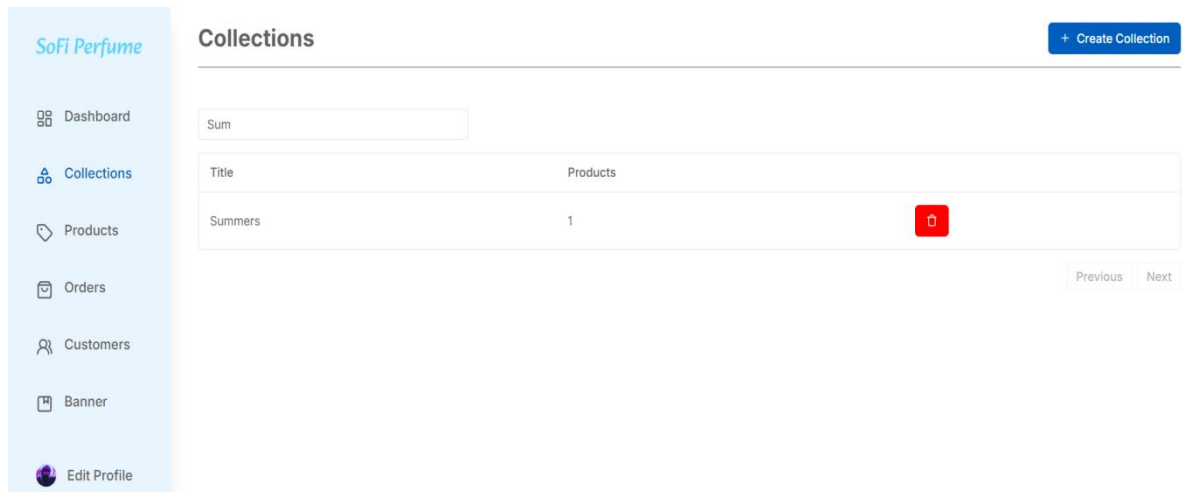 SoFi Perfume
Dashboard
Collections
Products
Orders
Customers
Banner
Edit Profile
Collections
+ Create Collection
Sum
Title Products
Summers 1
Previous Next